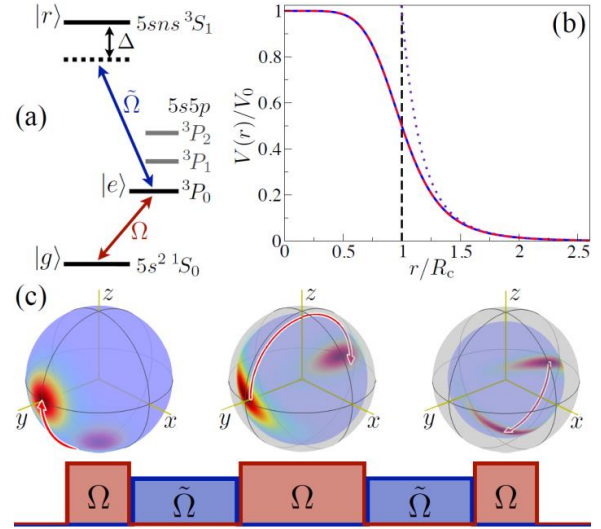 |r⟩ 5sns ³S₁
Δ
Ω̃
(a)
5s5p
³P₂
³P₁
|e⟩ ³P₀
Ω
|g⟩ 5s² ¹S₀
(b)
V(r)/V₀
1
0.8
0.6
0.4
0.2
0
0 0.5 1 1.5 2 2.5
r/R_c
(c)
z z z
y x y x y x
Ω Ω̃ Ω Ω̃ Ω